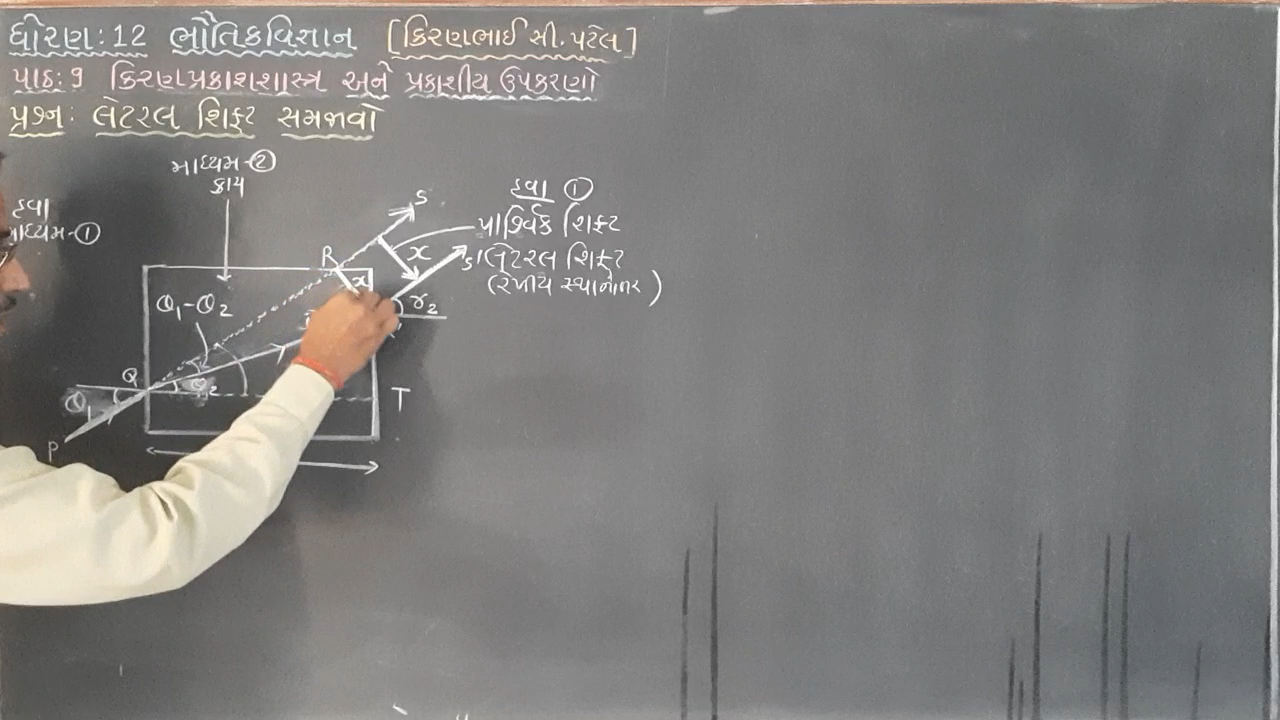 ધોરણ: 12 ભૌતિકવિજ્ઞાન [કિરણભાઈ સી. પટેલ]
પાઠ: 9 કિરણપ્રકાશશાસ્ત્ર અને પ્રકાશીય ઉપકરણો
પ્રશ્ન: લેટરલ શિફ્ટ સમજાવો
માધ્યમ-②
કાચ
હવા
માધ્યમ-①
હવા ①
પાર્શ્વિક શિફ્ટ
લેટરલ શિફ્ટ
(રેખીય સ્થાનાંતર)
S
S'
R
x
x
θ₁-θ₂
r₂
Q
θ₂
θ₁
T
P